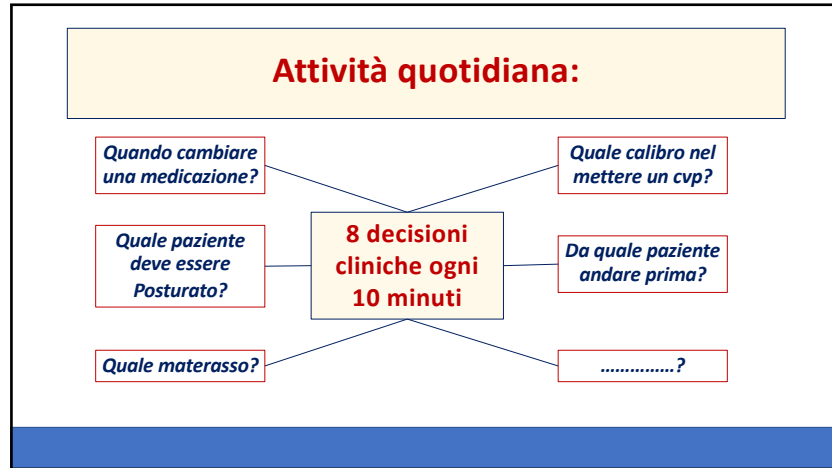 Attività quotidiana:
Quando cambiare
una medicazione?
Quale calibro nel
mettere un cvp?
Quale paziente
deve essere
Posturato?
8 decisioni
cliniche ogni
10 minuti
Da quale paziente
andare prima?
Quale materasso?
……………?